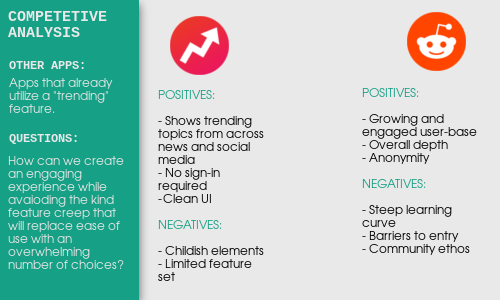 COMPETETIVE
ANALYSIS
OTHER APPS:
Apps that already
utilize a "trending"
feature.
QUESTIONS:
How can we create
an engaging
experience while
avaioding the kind
feature creep that
will replace ease of
use with an
overwhelming
number of choices?
POSITIVES:
- Shows trending
topics from across
news and social
media
- No sign-in
required
-Clean UI
NEGATIVES:
- Childish elements
- Limited feature
set
POSITIVES:
- Growing and
engaged user-base
- Overall depth
- Anonymity
NEGATIVES:
- Steep learning
curve
- Barriers to entry
- Community ethos